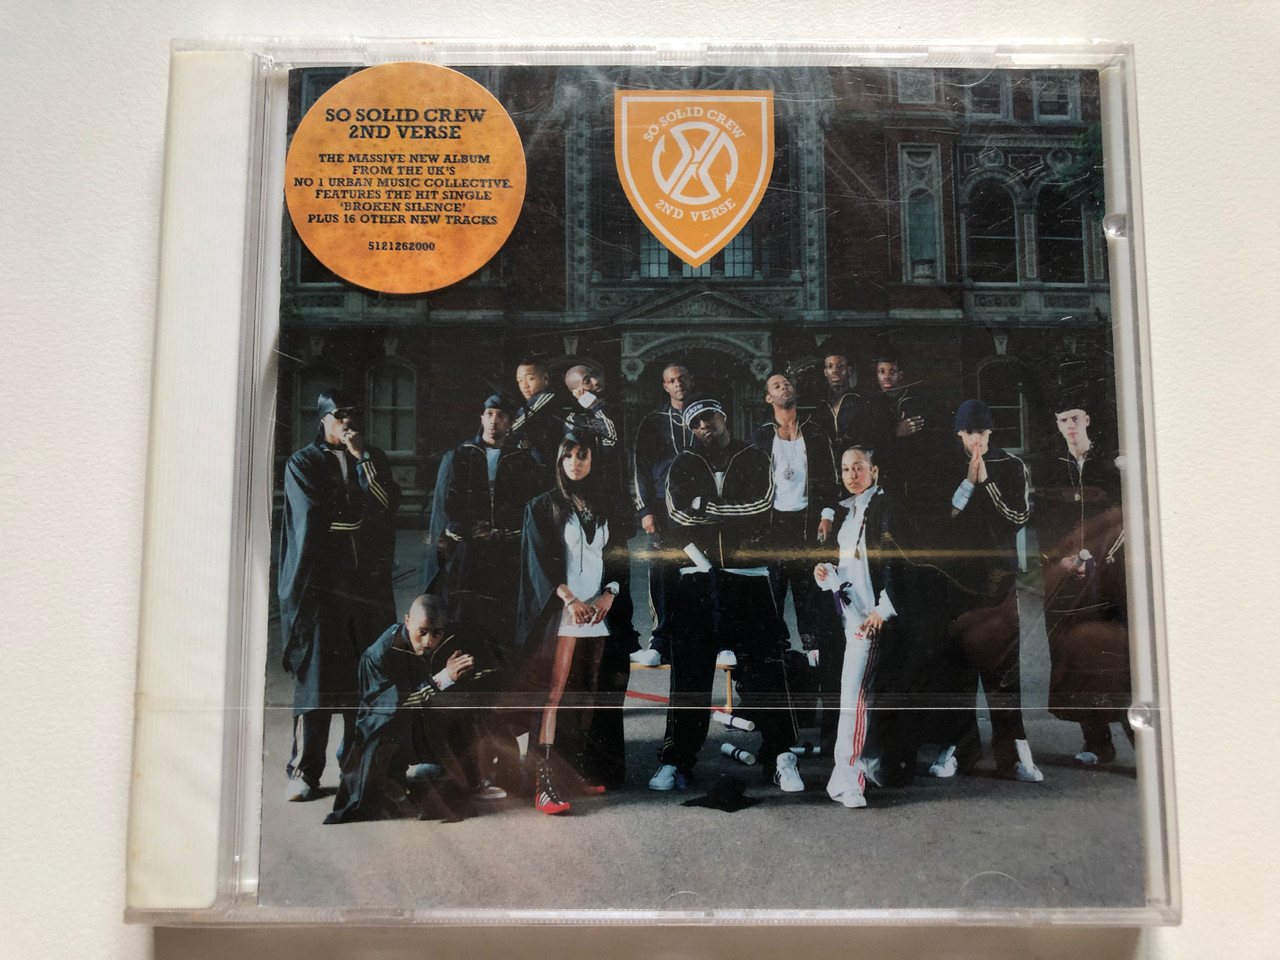 SO SOLID CREW
2ND VERSE
THE MASSIVE NEW ALBUM
FROM THE UK'S
NO 1 URBAN MUSIC COLLECTIVE.
FEATURES THE HIT SINGLE
'BROKEN SILENCE'
PLUS 16 OTHER NEW TRACKS
5121262000
SO SOLID CREW
2ND VERSE